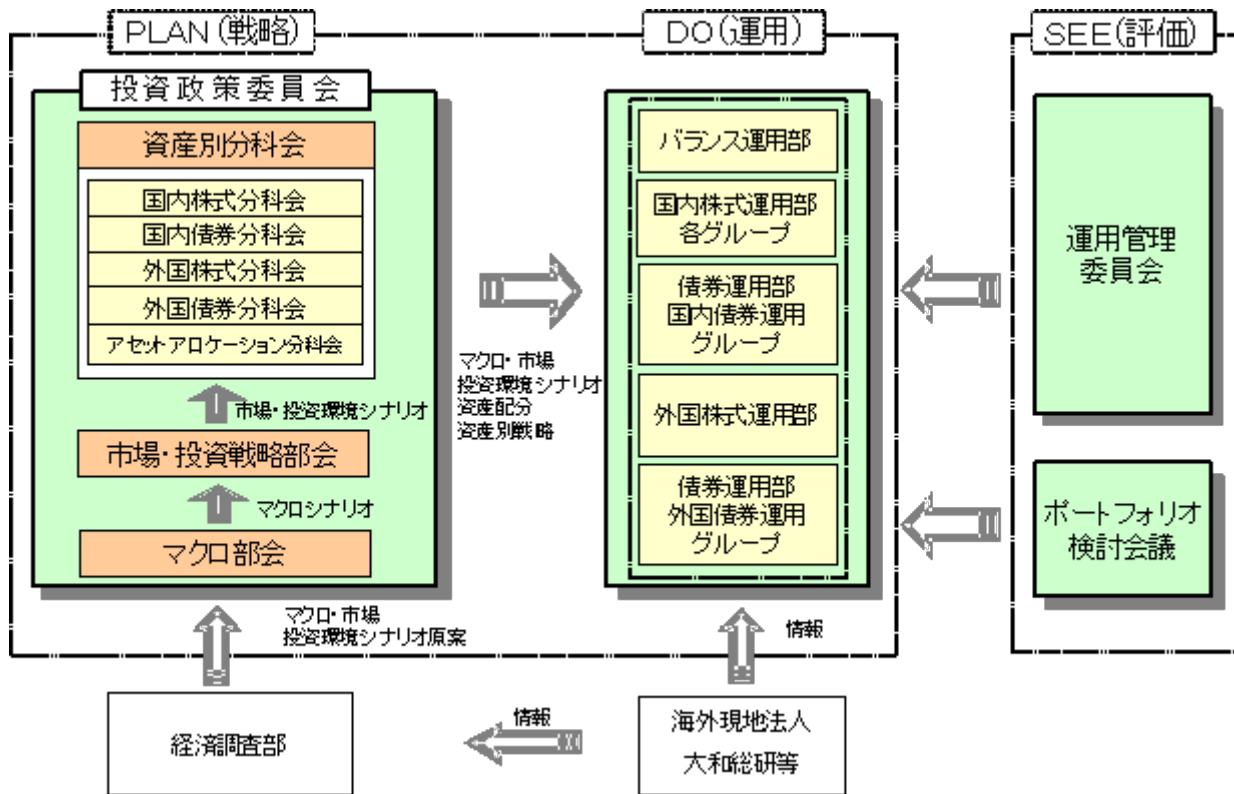 PLAN(戦略)
投資政策委員会
資産別分科会
国内株式分科会
国内債券分科会
外国株式分科会
外国債券分科会
アセットアロケーション分科会
市場・投資環境シナリオ
市場・投資戦略部会
マクロシナリオ
マクロ部会
マクロ・市場
投資環境シナリオ
資産配分
資産別戦略
DO(運用)
バランス運用部
国内株式運用部
各グループ
債券運用部
国内債券運用
グループ
外国株式運用部
債券運用部
外国債券運用
グループ
SEE(評価)
運用管理
委員会
ポートフォリオ
検討会議
マクロ・市場
投資環境シナリオ原案
情報
経済調査部
情報
海外現地法人
大和総研等